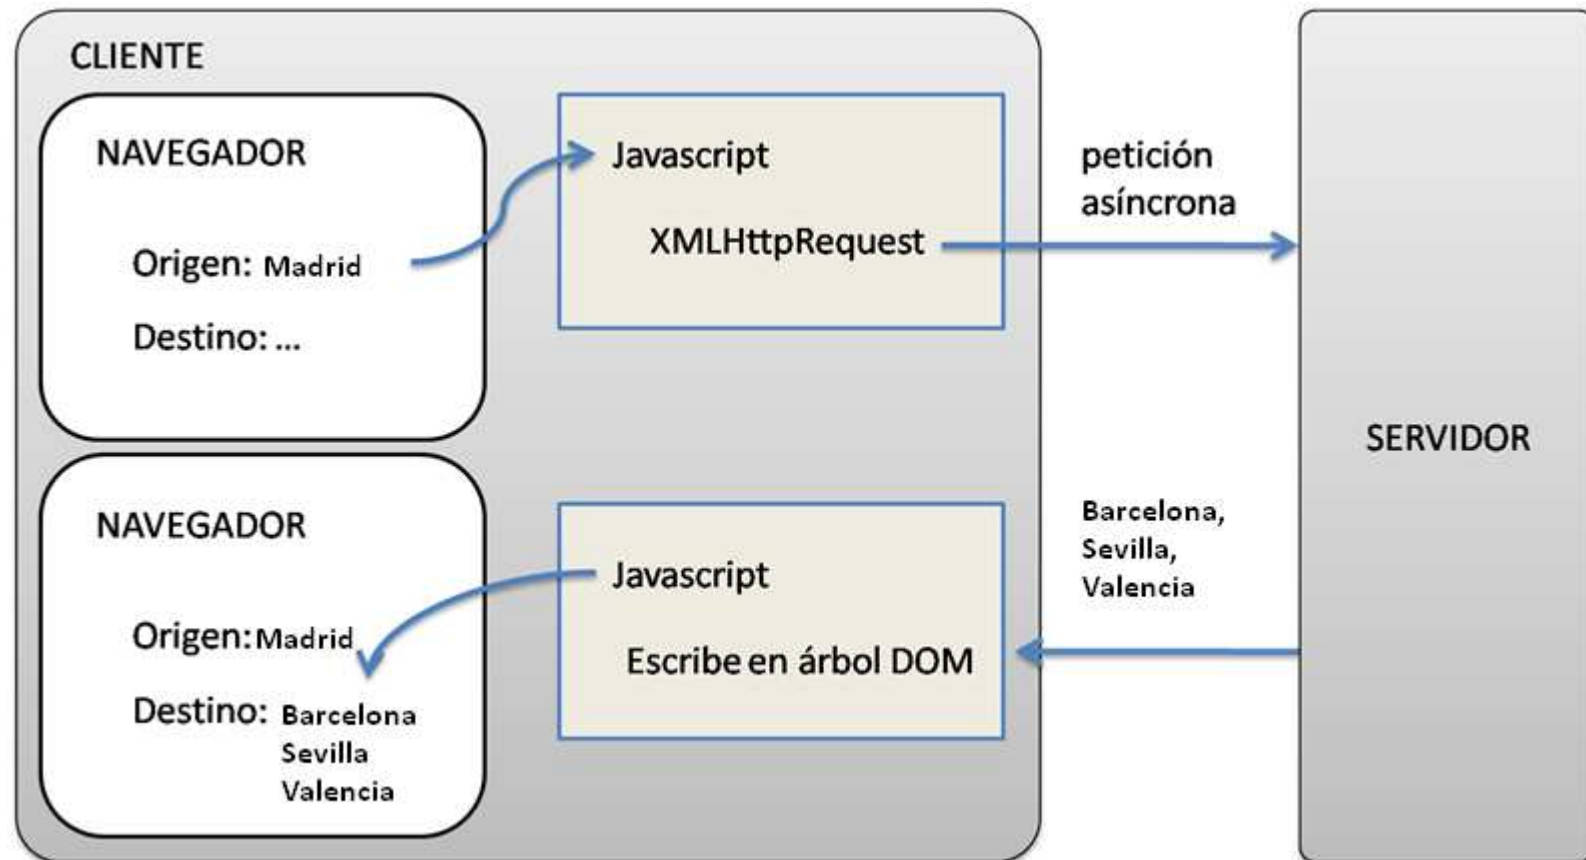 CLIENTE
NAVEGADOR
Origen: Madrid
Destino: ...
Javascript
XMLHttpRequest
petición
asíncrona
SERVIDOR
NAVEGADOR
Origen: Madrid
Destino: Barcelona
Sevilla
Valencia
Javascript
Escribe en árbol DOM
Barcelona,
Sevilla,
Valencia